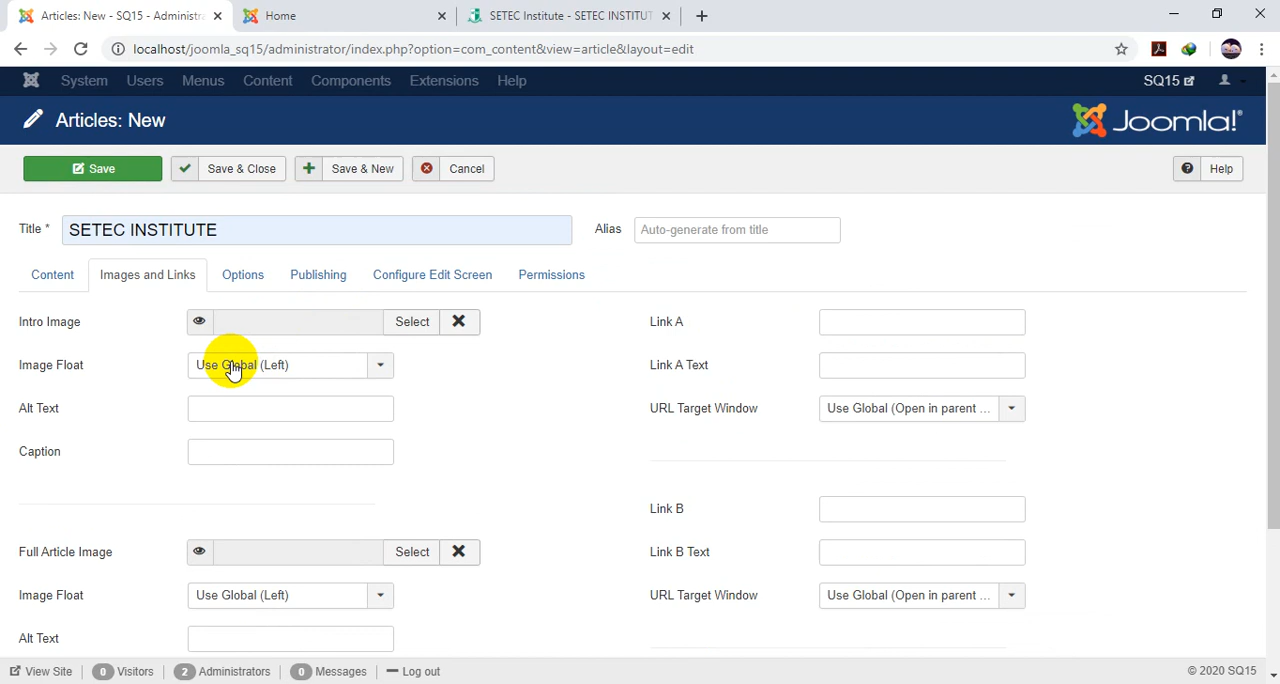 Articles: New - SQ15 - Administra
Home
SETEC Institute - SETEC INSTITUT
localhost/joomla_sq15/administrator/index.php?option=com_content&view=article&layout=edit
System Users Menus Content Components Extensions Help SQ15
Articles: New Joomla!
Save Save & Close Save & New Cancel Help
Title * SETEC INSTITUTE Alias Auto-generate from title
Content Images and Links Options Publishing Configure Edit Screen Permissions
Intro Image Select Link A
Image Float Use Global (Left) Link A Text
Alt Text URL Target Window Use Global (Open in parent ...
Caption
Link B
Full Article Image Select Link B Text
Image Float Use Global (Left) URL Target Window Use Global (Open in parent ...
Alt Text
View Site 0 Visitors 2 Administrators 0 Messages Log out © 2020 SQ15